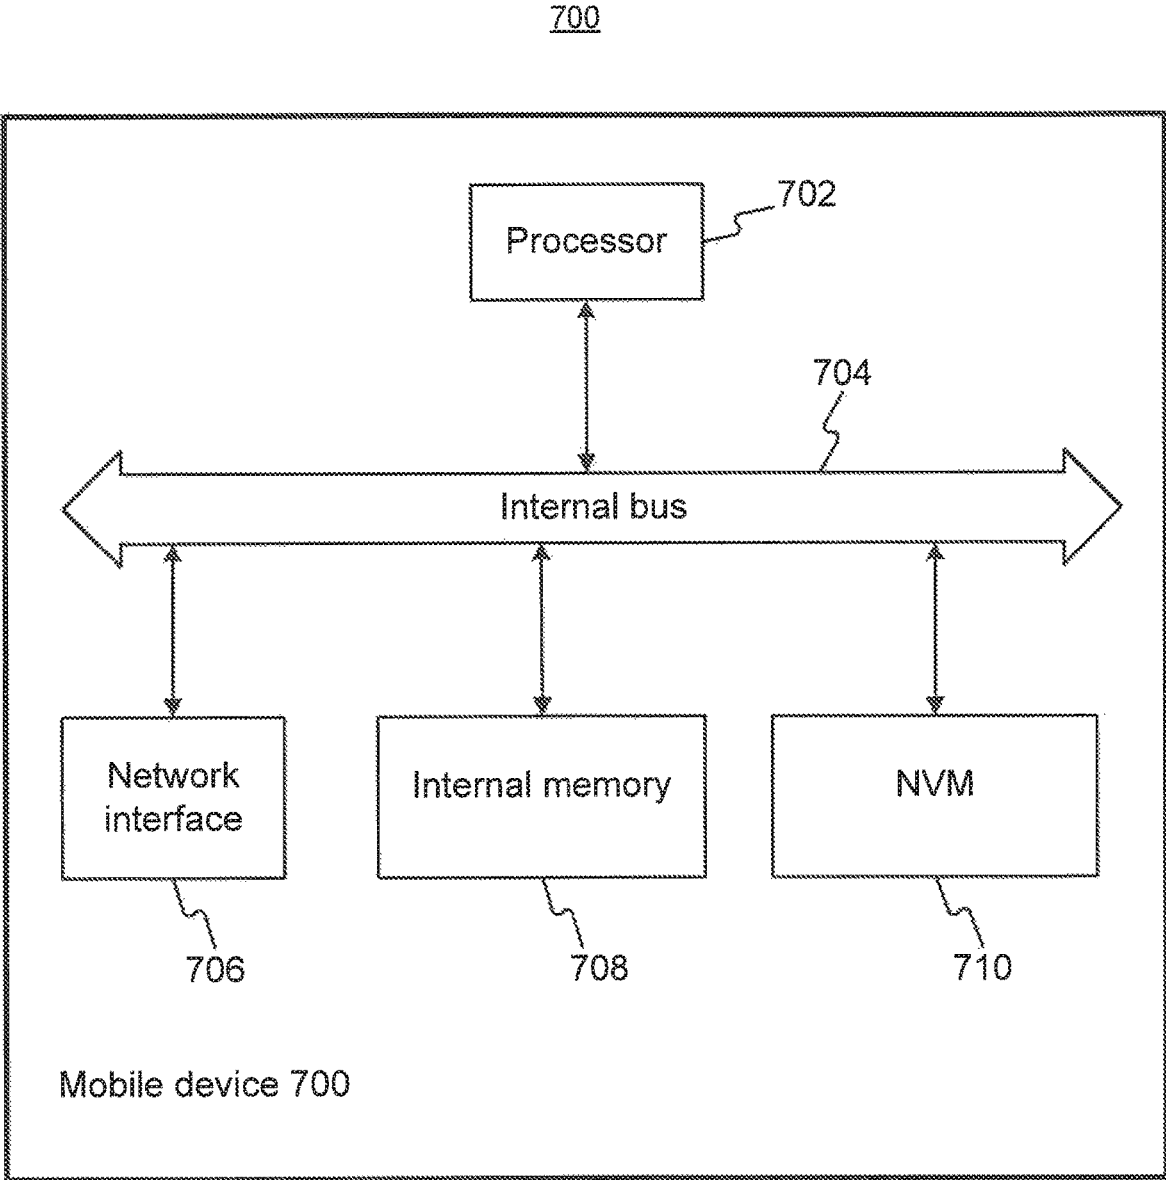 700
702
Processor
704
Internal bus
Network
interface
Internal memory
NVM
706
708
710
Mobile device 700